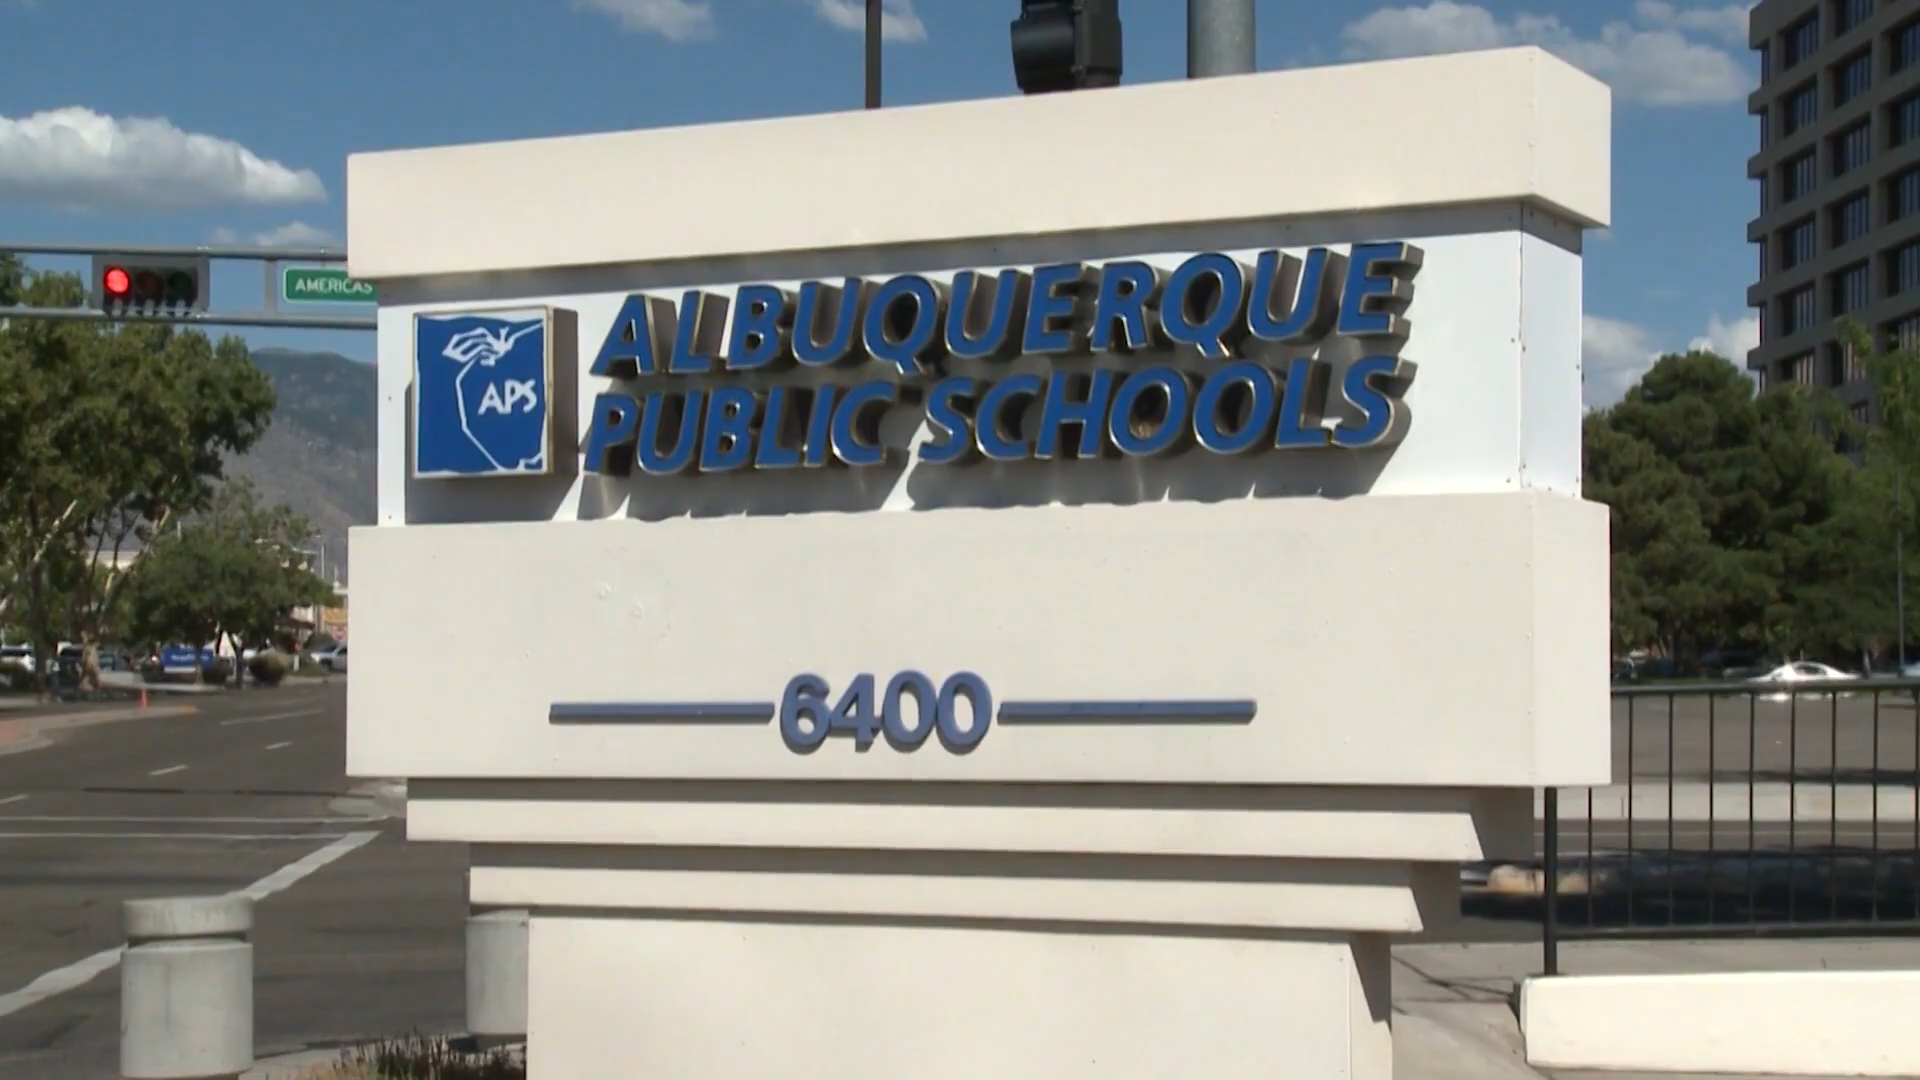 AMERICAS
ALBUQUERQUE
PUBLIC SCHOOLS
APS
6400